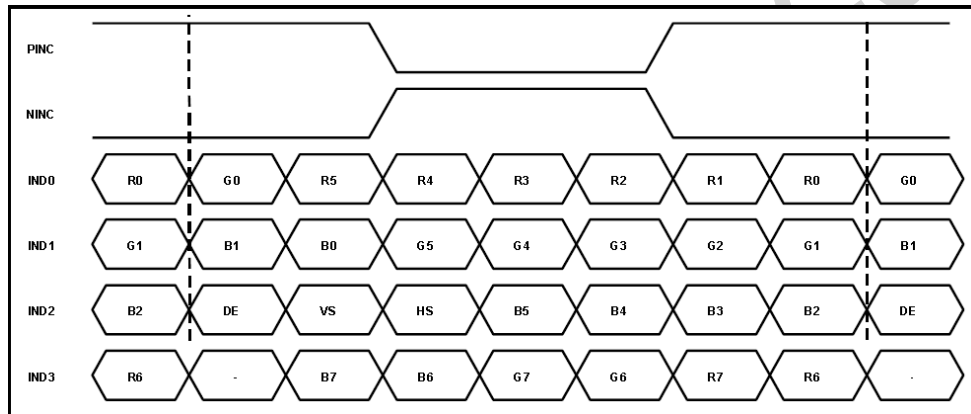 PINC
NINC
IND0 R0 G0 R5 R4 R3 R2 R1 R0 G0
IND1 G1 B1 B0 G5 G4 G3 G2 G1 B1
IND2 B2 DE VS HS B5 B4 B3 B2 DE
IND3 R6 - B7 B6 G7 G6 R7 R6 -